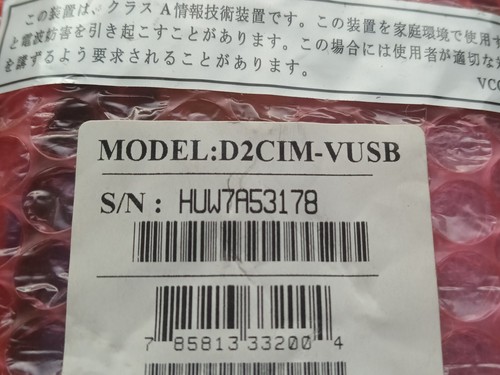 この装置は、クラス A情報技術装置です。この装置を家庭環境で使用す
と電波妨害を引き起こすことがあります。この場合には使用者が適切な対
を講ずるよう要求されることがあります。
VCC
MODEL:D2CIM-VUSB
S/N : HUW7A53178
7 85813 33200 4